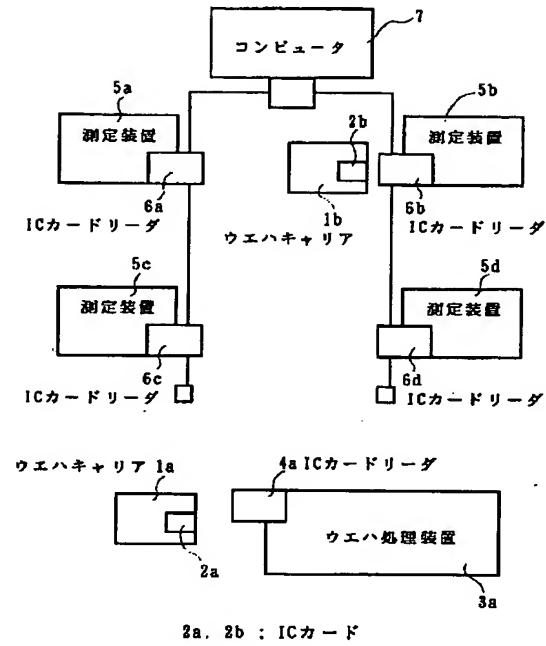 7
コンピュータ
5a
測定装置
6a
ICカードリーダ
5b
測定装置
2b
1b
ウエハキャリア
6b
ICカードリーダ
5c
測定装置
6c
ICカードリーダ
5d
測定装置
6d
ICカードリーダ
ウエハキャリア 1a
2a
4a ICカードリーダ
ウエハ処理装置
3a
2a, 2b ; ICカード